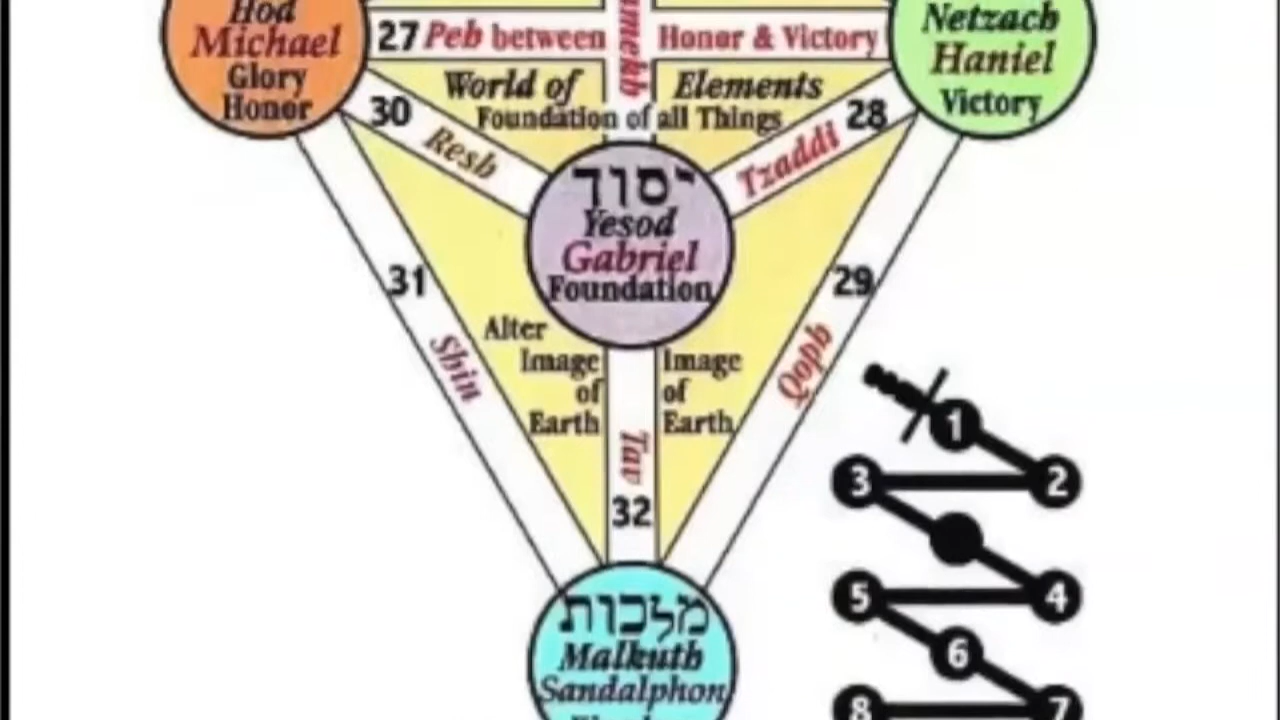 Hod
Michael
Glory
Honor
27 Peh between
Honor & Victory
Netzach
Haniel
Victory
World of
Elements
Foundation of all Things
30
Resh
28
Tzaddi
יסוד
Yesod
Gabriel
Foundation
31
Shin
29
Qoph
Alter
Image
of
Earth
Image
of
Earth
Tav
32
מלכות
Malkuth
Sandalphon
1
3
2
5
4
6
8
7